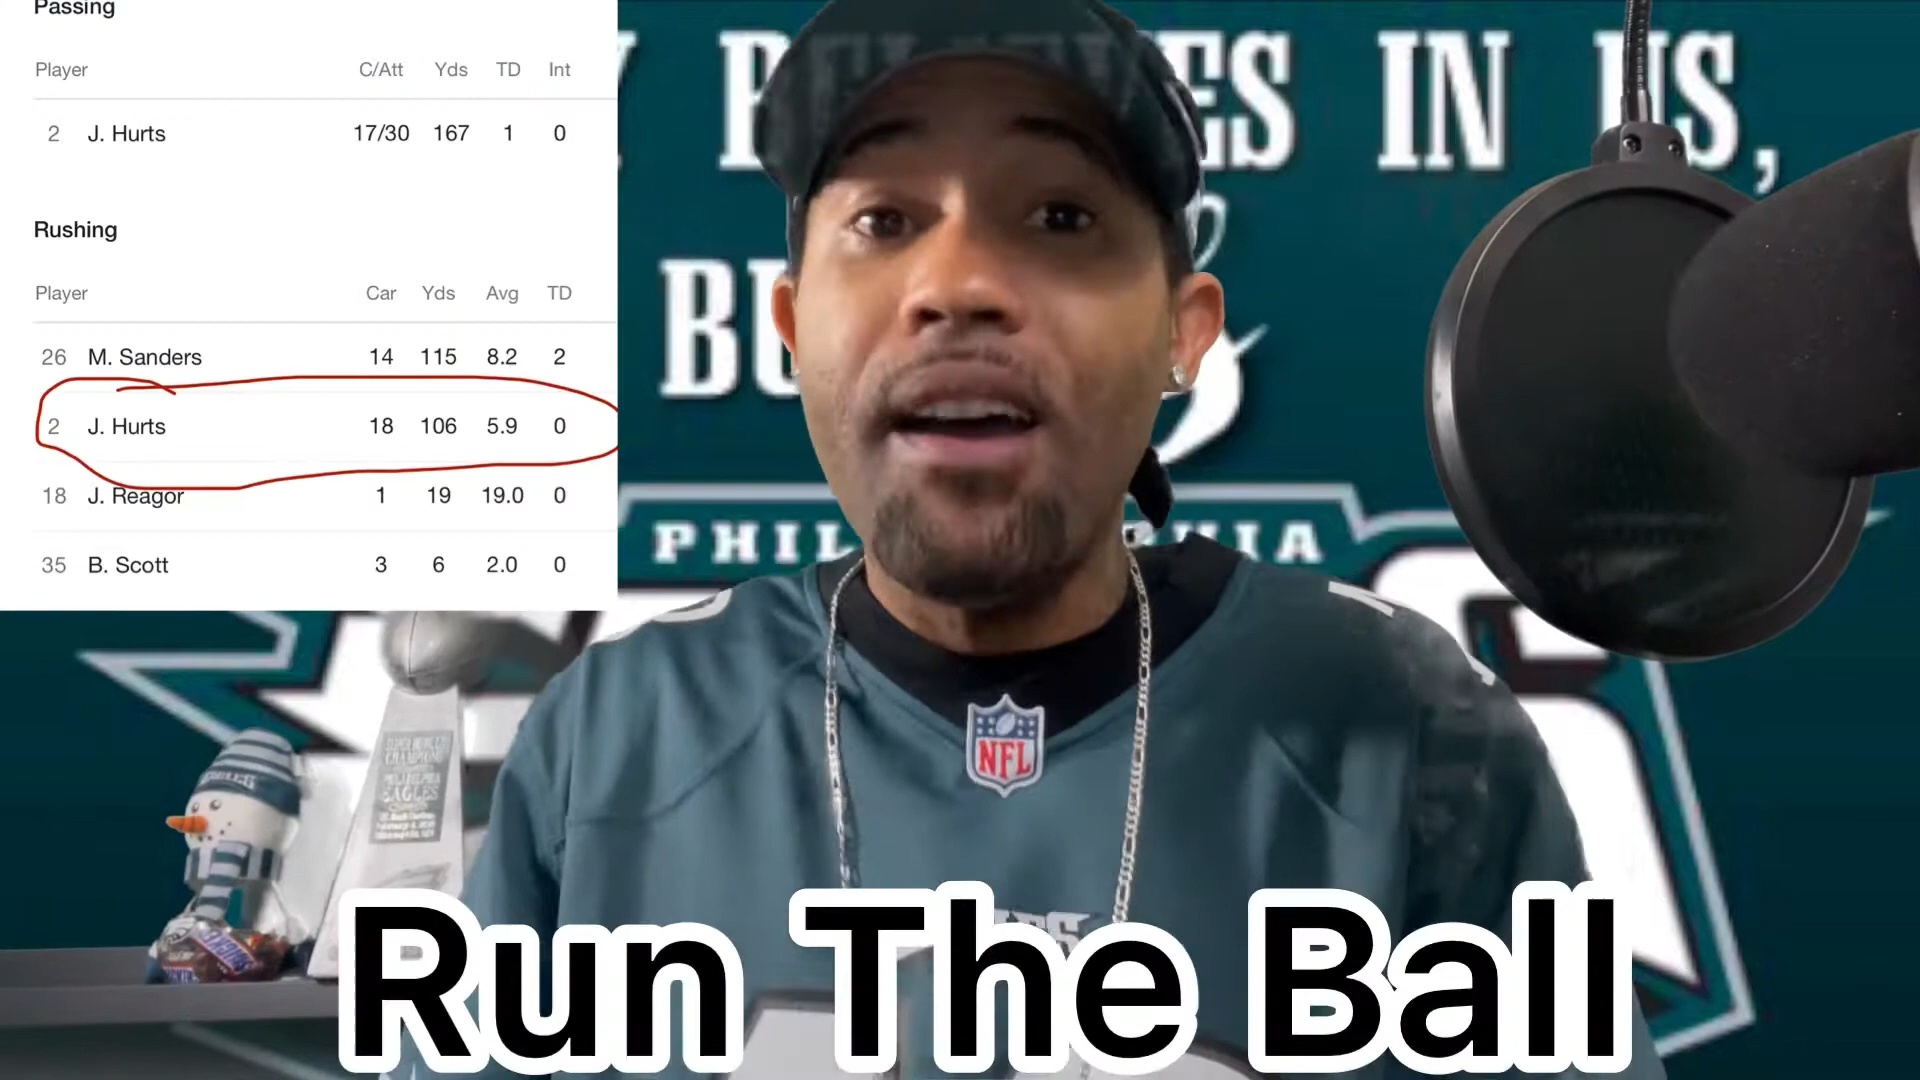 Passing
Player C/Att Yds TD Int
2 J. Hurts 17/30 167 1 0
Rushing
Player Car Yds Avg TD
26 M. Sanders 14 115 8.2 2
2 J. Hurts 18 106 5.9 0
18 J. Reagor 1 19 19.0 0
35 B. Scott 3 6 2.0 0
IN US,
NFL
EAGLES
Run The Ball